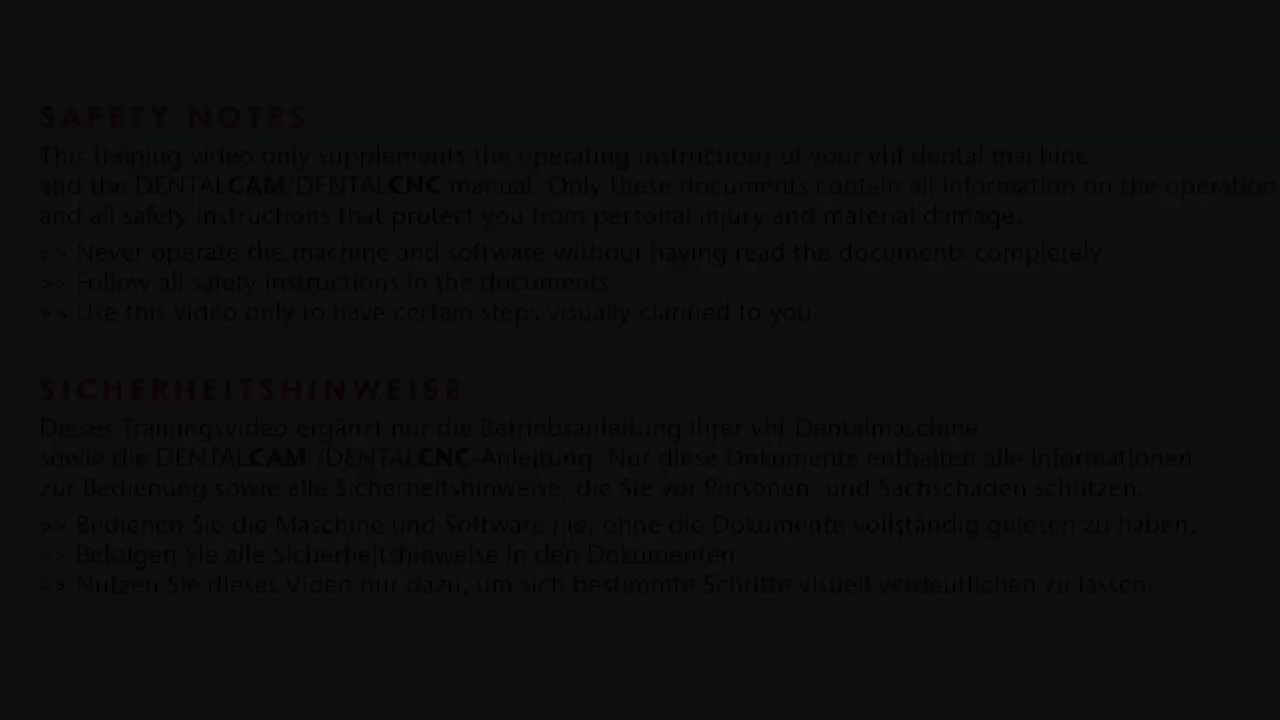 SAFETY NOTES
This training video only supplements the operating instructions of your vhf dental machine
and the DENTALCAM/DENTALCNC manual. Only these documents contain all information on the operation
and all safety instructions that protect you from personal injury and material damage.
>> Never operate the machine and software without having read the documents completely.
>> Follow all safety instructions in the documents.
>> Use this video only to have certain steps visually clarified to you.
SICHERHEITSHINWEISE
Dieses Trainingsvideo ergänzt nur die Betriebsanleitung Ihrer vhf-Dentalmaschine
sowie die DENTALCAM-/DENTALCNC-Anleitung. Nur diese Dokumente enthalten alle Informationen
zur Bedienung sowie alle Sicherheitshinweise, die Sie vor Personen- und Sachschäden schützen.
>> Bedienen Sie die Maschine und Software nie, ohne die Dokumente vollständig gelesen zu haben.
>> Befolgen Sie alle Sicherheitshinweise in den Dokumenten.
>> Nutzen Sie dieses Video nur dazu, um sich bestimmte Schritte visuell verdeutlichen zu lassen.